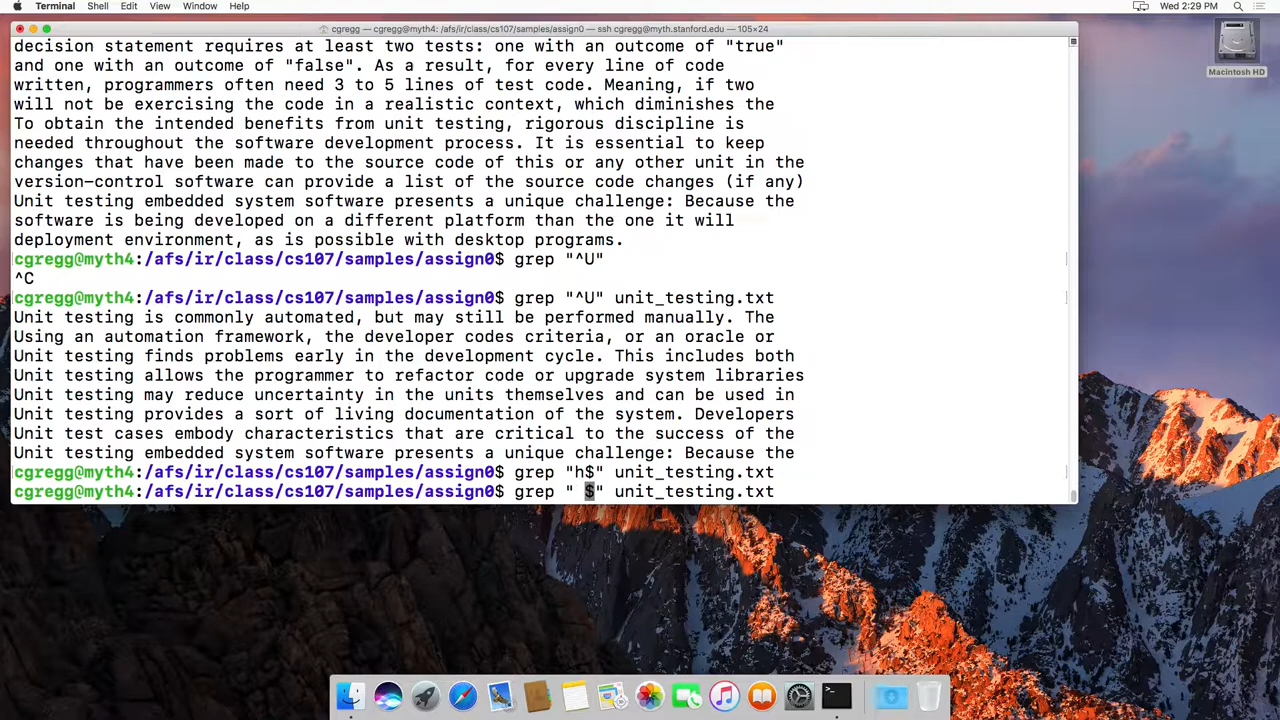 Terminal Shell Edit View Window Help Wed 2:29 PM
cgregg — cgregg@myth4: /afs/ir/class/cs107/samples/assign0 — ssh cgregg@myth.stanford.edu — 105×24
Macintosh HD
decision statement requires at least two tests: one with an outcome of "true"
and one with an outcome of "false". As a result, for every line of code
written, programmers often need 3 to 5 lines of test code. Meaning, if two
will not be exercising the code in a realistic context, which diminishes the
To obtain the intended benefits from unit testing, rigorous discipline is
needed throughout the software development process. It is essential to keep
changes that have been made to the source code of this or any other unit in the
version-control software can provide a list of the source code changes (if any)
Unit testing embedded system software presents a unique challenge: Because the
software is being developed on a different platform than the one it will
deployment environment, as is possible with desktop programs.
cgregg@myth4:/afs/ir/class/cs107/samples/assign0$ grep "^U"
^C
cgregg@myth4:/afs/ir/class/cs107/samples/assign0$ grep "^U" unit_testing.txt
Unit testing is commonly automated, but may still be performed manually. The
Using an automation framework, the developer codes criteria, or an oracle or
Unit testing finds problems early in the development cycle. This includes both
Unit testing allows the programmer to refactor code or upgrade system libraries
Unit testing may reduce uncertainty in the units themselves and can be used in
Unit testing provides a sort of living documentation of the system. Developers
Unit test cases embody characteristics that are critical to the success of the
Unit testing embedded system software presents a unique challenge: Because the
cgregg@myth4:/afs/ir/class/cs107/samples/assign0$ grep "h$" unit_testing.txt
cgregg@myth4:/afs/ir/class/cs107/samples/assign0$ grep " $" unit_testing.txt